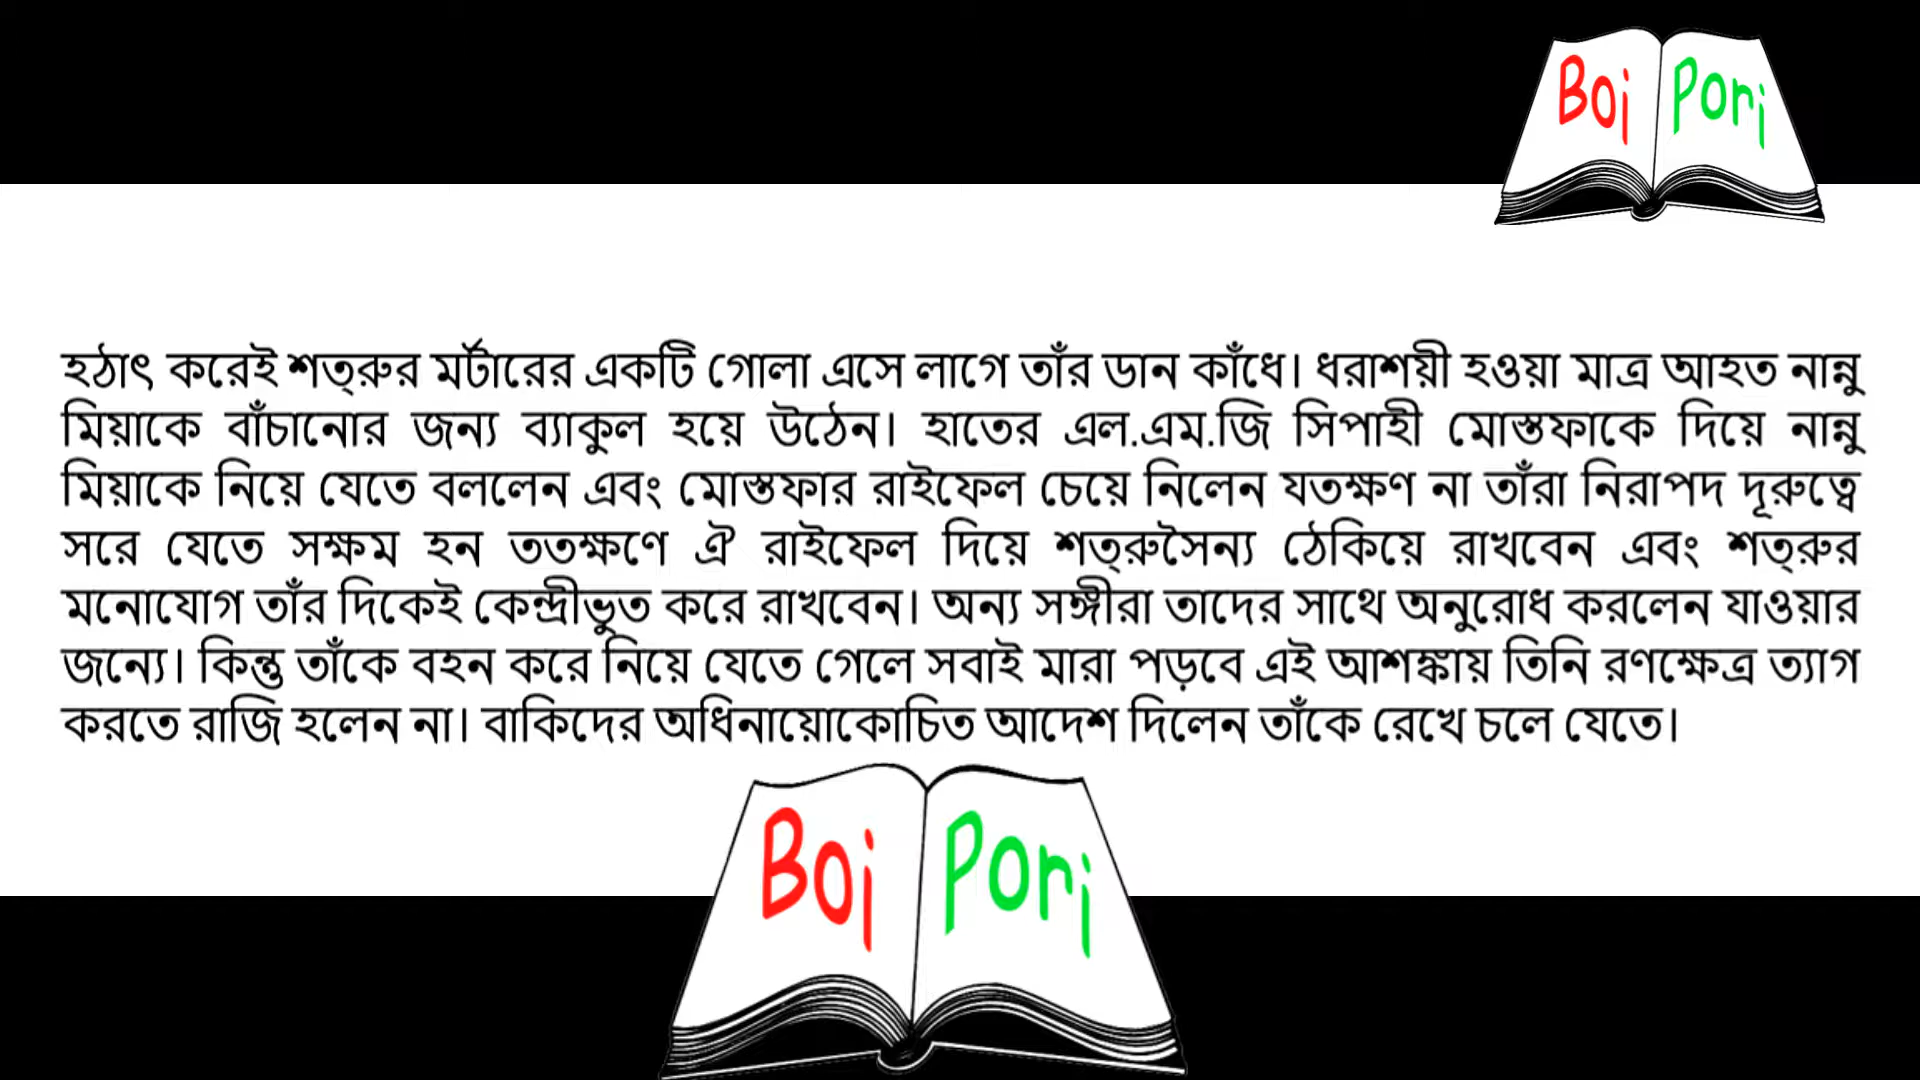 Boi Pori
হঠাৎ করেই শত্রুর মর্টারের একটি গোলা এসে লাগে তাঁর ডান কাঁধে। ধরাশয়ী হওয়া মাত্র আহত নান্নু
মিয়াকে বাঁচানোর জন্য ব্যাকুল হয়ে উঠেন। হাতের এল.এম.জি সিপাহী মোস্তফাকে দিয়ে নান্নু
মিয়াকে নিয়ে যেতে বললেন এবং মোস্তফার রাইফেল চেয়ে নিলেন যতক্ষণ না তাঁরা নিরাপদ দূরুত্বে
সরে যেতে সক্ষম হন ততক্ষণে ঐ রাইফেল দিয়ে শত্রুসৈন্য ঠেকিয়ে রাখবেন এবং শত্রুর
মনোযোগ তাঁর দিকেই কেন্দ্রীভুত করে রাখবেন। অন্য সঙ্গীরা তাদের সাথে অনুরোধ করলেন যাওয়ার
জন্যে। কিন্তু তাঁকে বহন করে নিয়ে যেতে গেলে সবাই মারা পড়বে এই আশঙ্কায় তিনি রণক্ষেত্র ত্যাগ
করতে রাজি হলেন না। বাকিদের অধিনায়োকোচিত আদেশ দিলেন তাঁকে রেখে চলে যেতে।
Boi Pori